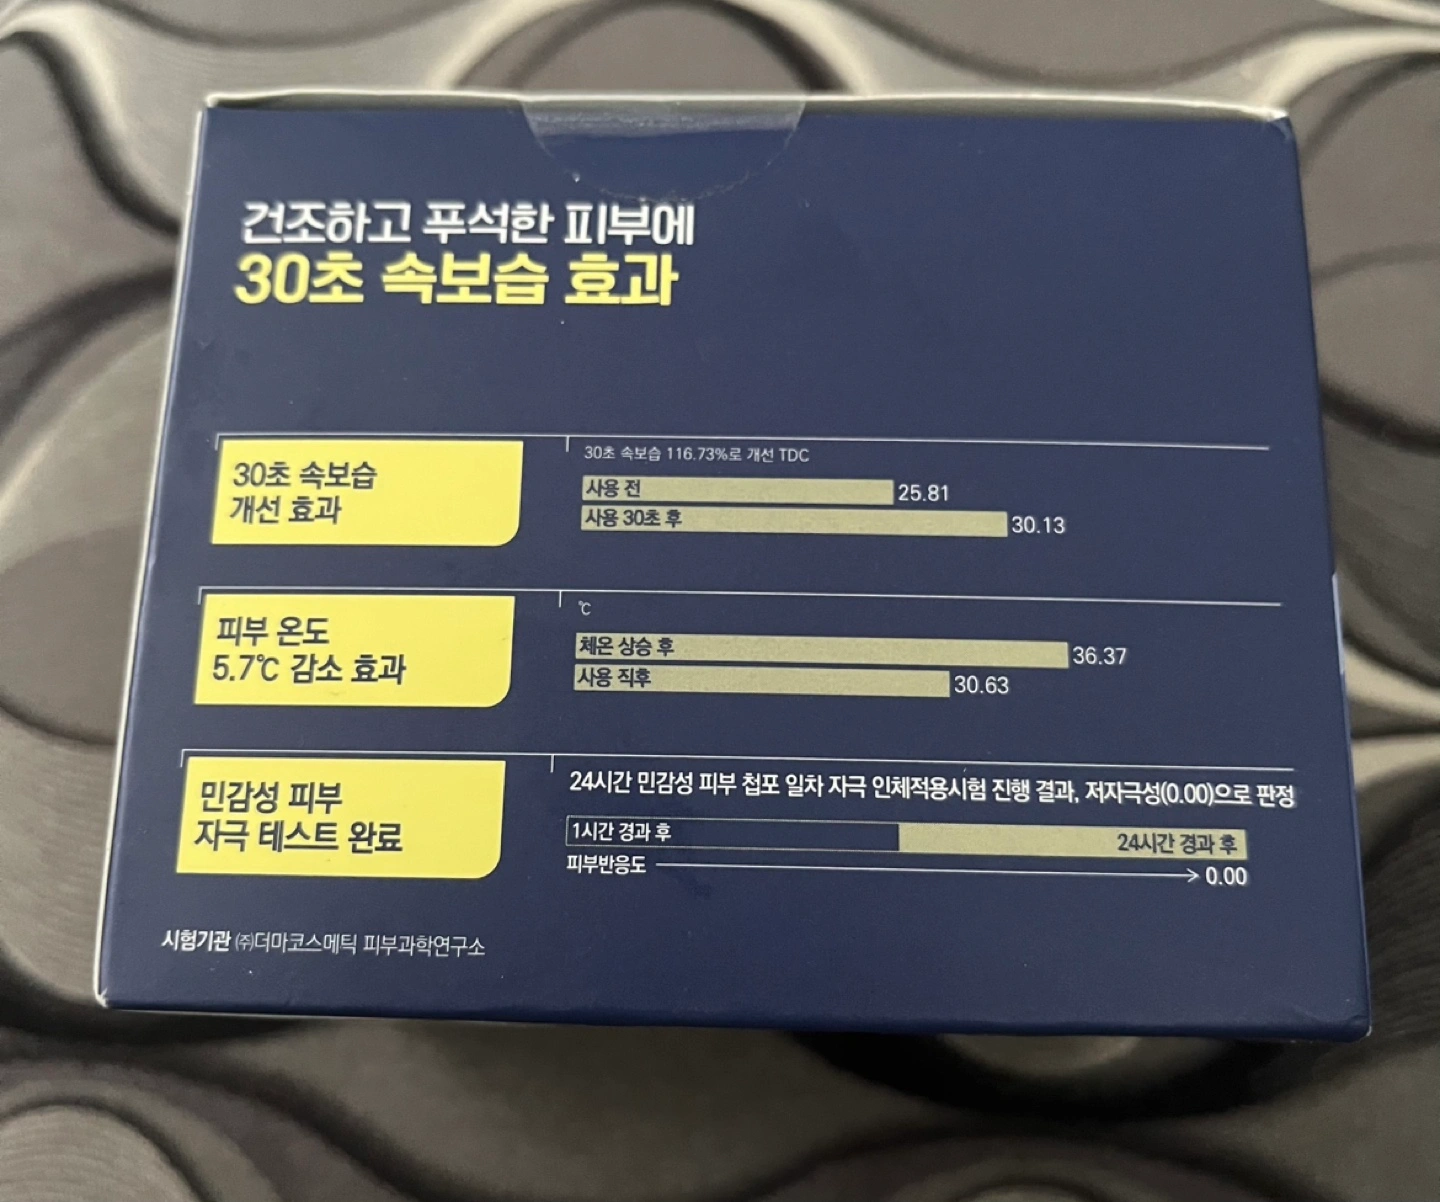 건조하고 푸석한 피부에
30초 속보습 효과
30초 속보습
개선 효과
30초 속보습 116.73%로 개선 TDC
사용 전 25.81
사용 30초 후 30.13
피부 온도
5.7℃ 감소 효과
℃
체온 상승 후 36.37
사용 직후 30.63
민감성 피부
자극 테스트 완료
24시간 민감성 피부 첩포 일차 자극 인체적용시험 진행 결과, 저자극성(0.00)으로 판정
1시간 경과 후 24시간 경과 후
피부반응도 0.00
시험기관 ㈜더마코스메틱 피부과학연구소